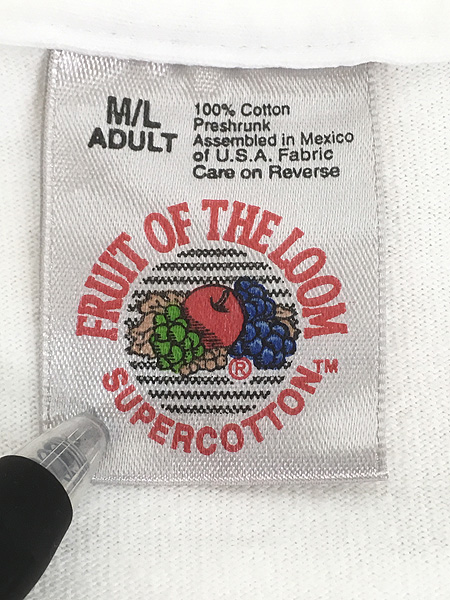 M/L
ADULT
100% Cotton
Preshrunk
Assembled in Mexico
of U.S.A. Fabric
Care on Reverse
FRUIT OF THE LOOM
®
SUPERCOTTON™